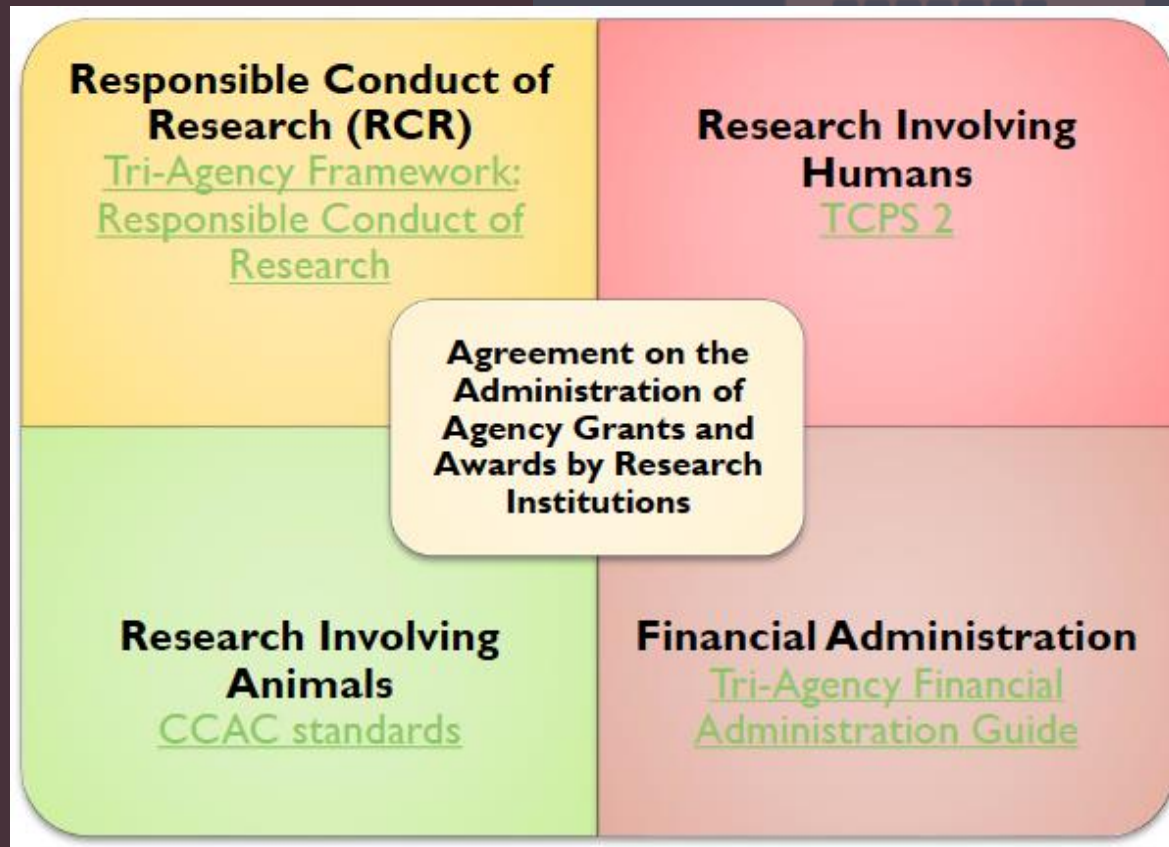 Responsible Conduct of
Research (RCR)
Tri-Agency Framework:
Responsible Conduct of
Research
Research Involving
Humans
TCPS 2
Agreement on the
Administration of
Agency Grants and
Awards by Research
Institutions
Research Involving
Animals
CCAC standards
Financial Administration
Tri-Agency Financial
Administration Guide